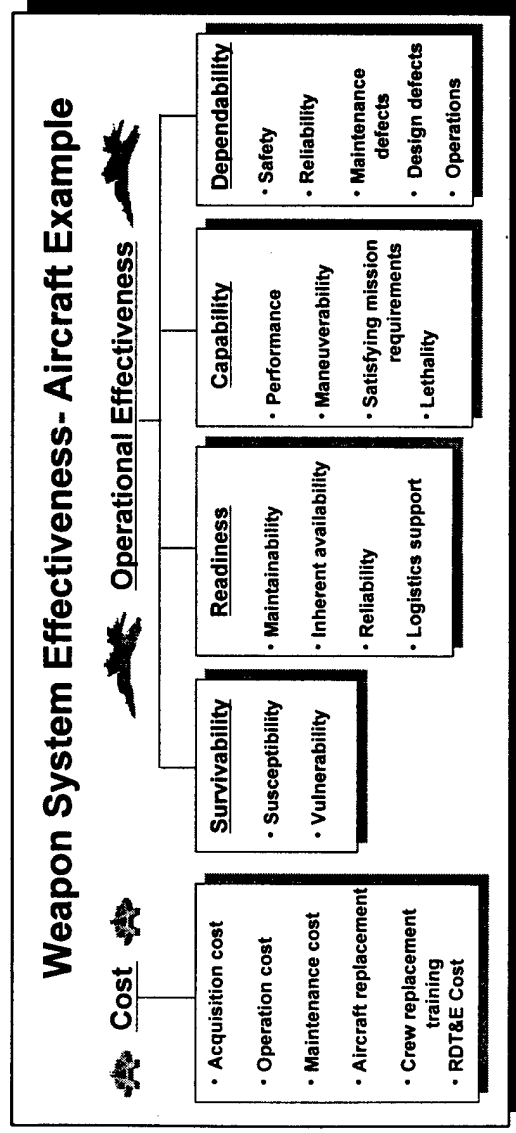 Weapon System Effectiveness- Aircraft Example
Cost
• Acquisition cost
• Operation cost
• Maintenance cost
• Aircraft replacement
• Crew replacement
training
• RDT&E Cost
Operational Effectiveness
Survivability
• Susceptibility
• Vulnerability
Readiness
• Maintainability
• Inherent availability
• Reliability
• Logistics support
Capability
• Performance
• Maneuverability
• Satisfying mission
requirements
• Lethality
Dependability
• Safety
• Reliability
• Maintenance
defects
• Design defects
• Operations